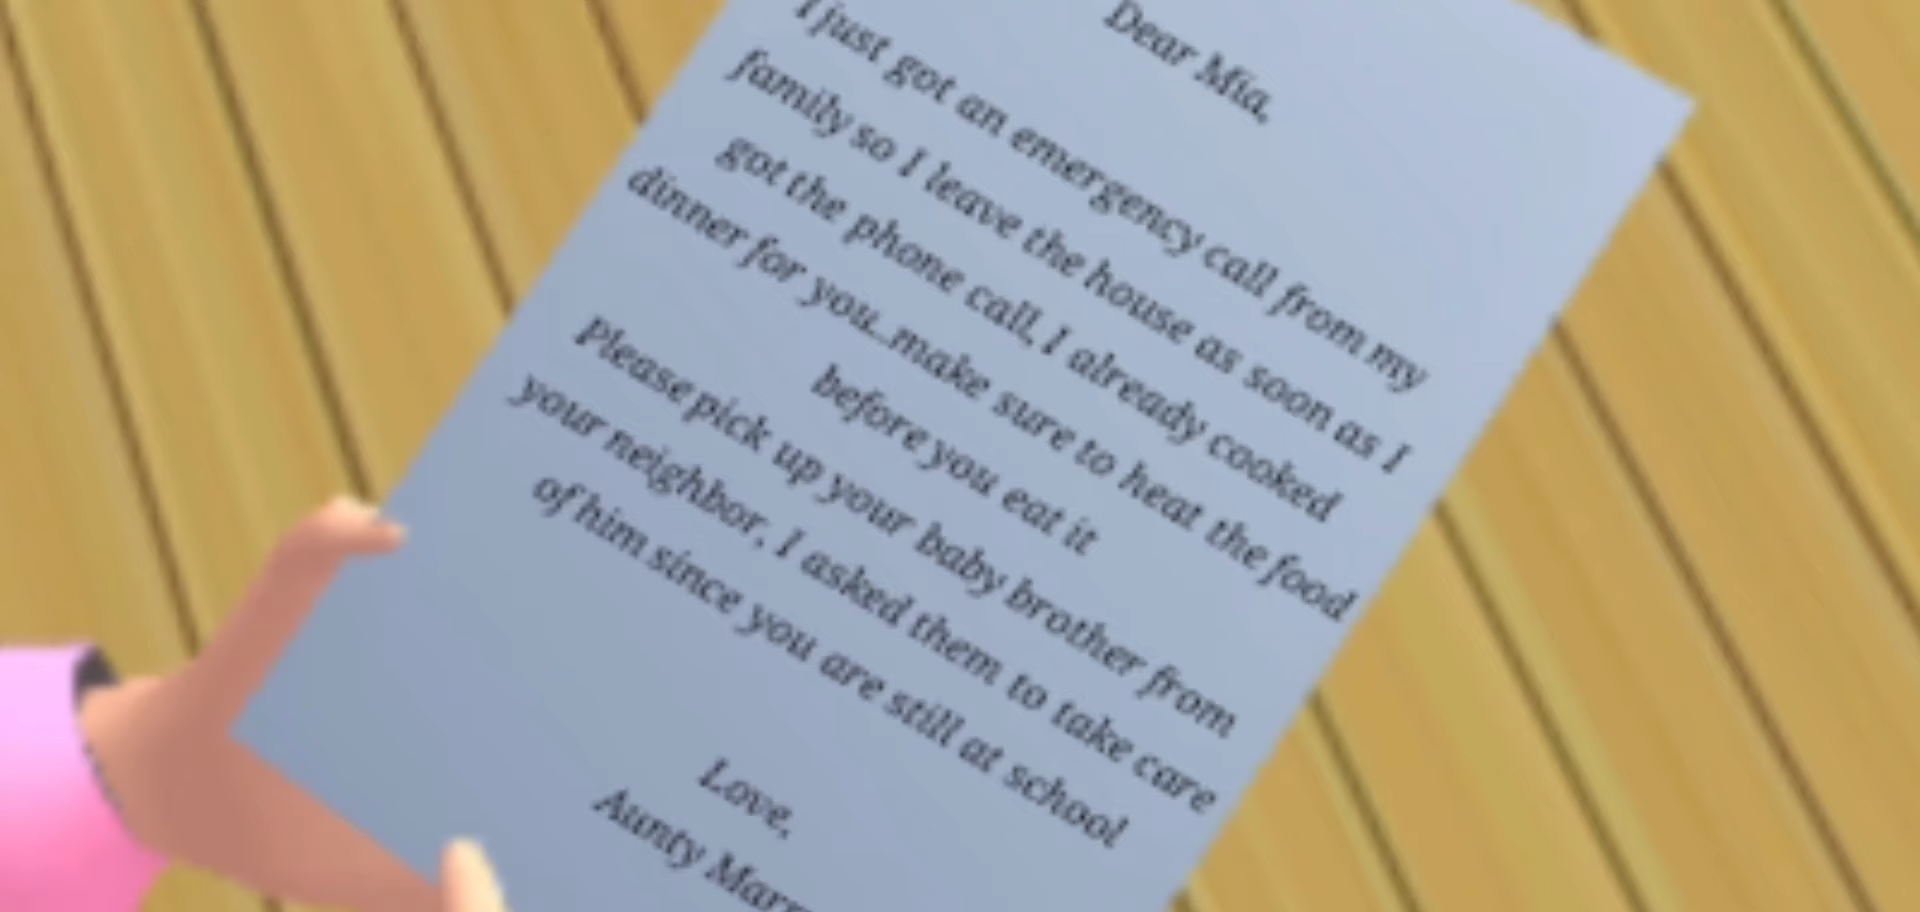 Dear Mia,
I just got an emergency call from my
family so I leave the house as soon as I
got the phone call, I already cooked
dinner for you..make sure to heat the food
before you eat it
Please pick up your baby brother from
your neighbor, I asked them to take care
of him since you are still at school
Love,
Aunty